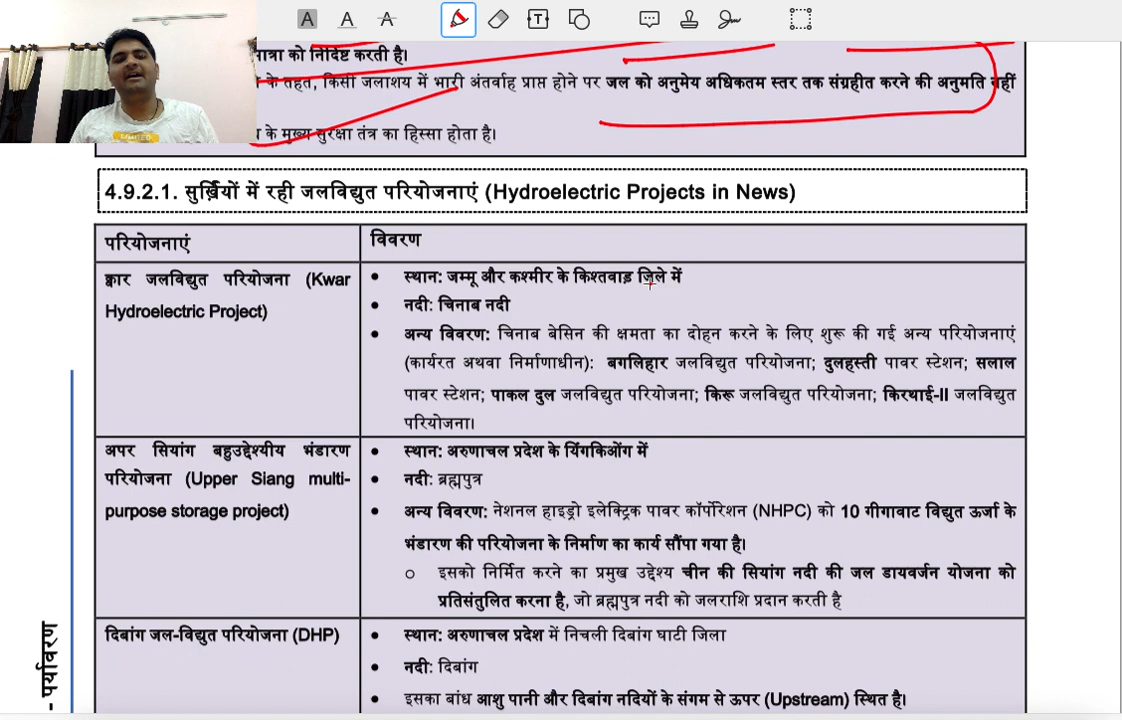 A A A T
मात्रा को निर्दिष्ट करती है।
के तहत, किसी जलाशय में भारी अंतर्वाह प्राप्त होने पर जल को अनुमेय अधिकतम स्तर तक संग्रहीत करने की अनुमति नहीं
के मुख्य सुरक्षा तंत्र का हिस्सा होता है।
LIMITED
4.9.2.1. सुर्ख़ियों में रही जलविद्युत परियोजनाएं (Hydroelectric Projects in News)
परियोजनाएं
विवरण
क्वार जलविद्युत परियोजना (Kwar
Hydroelectric Project)
• स्थान: जम्मू और कश्मीर के किश्तवाड़ जिले में
• नदी: चिनाब नदी
• अन्य विवरण: चिनाब बेसिन की क्षमता का दोहन करने के लिए शुरू की गई अन्य परियोजनाएं
(कार्यरत अथवा निर्माणाधीन): बगलिहार जलविद्युत परियोजना; दुलहस्ती पावर स्टेशन; सलाल
पावर स्टेशन; पाकल दुल जलविद्युत परियोजना; किरू जलविद्युत परियोजना; किरथाई-II जलविद्युत
परियोजना।
अपर सियांग बहुउद्देश्यीय भंडारण
परियोजना (Upper Siang multi-
purpose storage project)
• स्थान: अरुणाचल प्रदेश के यिंगकिओंग में
• नदी: ब्रह्मपुत्र
• अन्य विवरण: नेशनल हाइड्रो इलेक्ट्रिक पावर कॉर्पोरेशन (NHPC) को 10 गीगावाट विद्युत ऊर्जा के
भंडारण की परियोजना के निर्माण का कार्य सौंपा गया है।
o इसको निर्मित करने का प्रमुख उद्देश्य चीन की सियांग नदी की जल डायवर्जन योजना को
प्रतिसंतुलित करना है, जो ब्रह्मपुत्र नदी को जलराशि प्रदान करती है
दिबांग जल-विद्युत परियोजना (DHP)
• स्थान: अरुणाचल प्रदेश में निचली दिबांग घाटी जिला
• नदी: दिबांग
• इसका बांध आशु पानी और दिबांग नदियों के संगम से ऊपर (Upstream) स्थित है।
- पर्यावरण